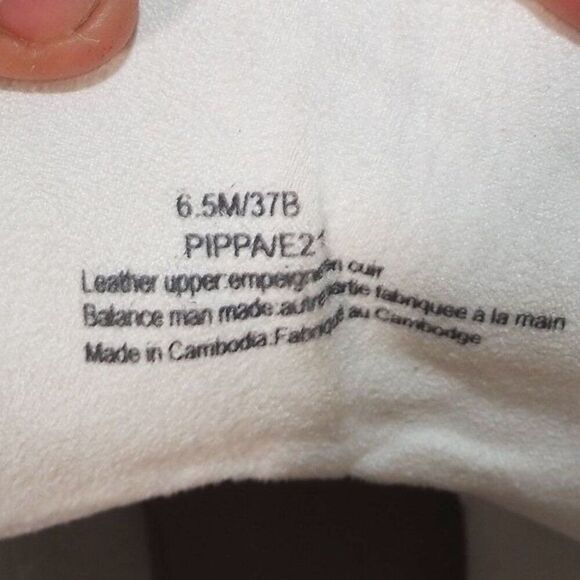 6.5M/37B
PIPPA/E21
Leather upper:empeigne en cuir
Balance man made:autre partie fabriquee à la main
Made in Cambodia:Fabriqué au Cambodge